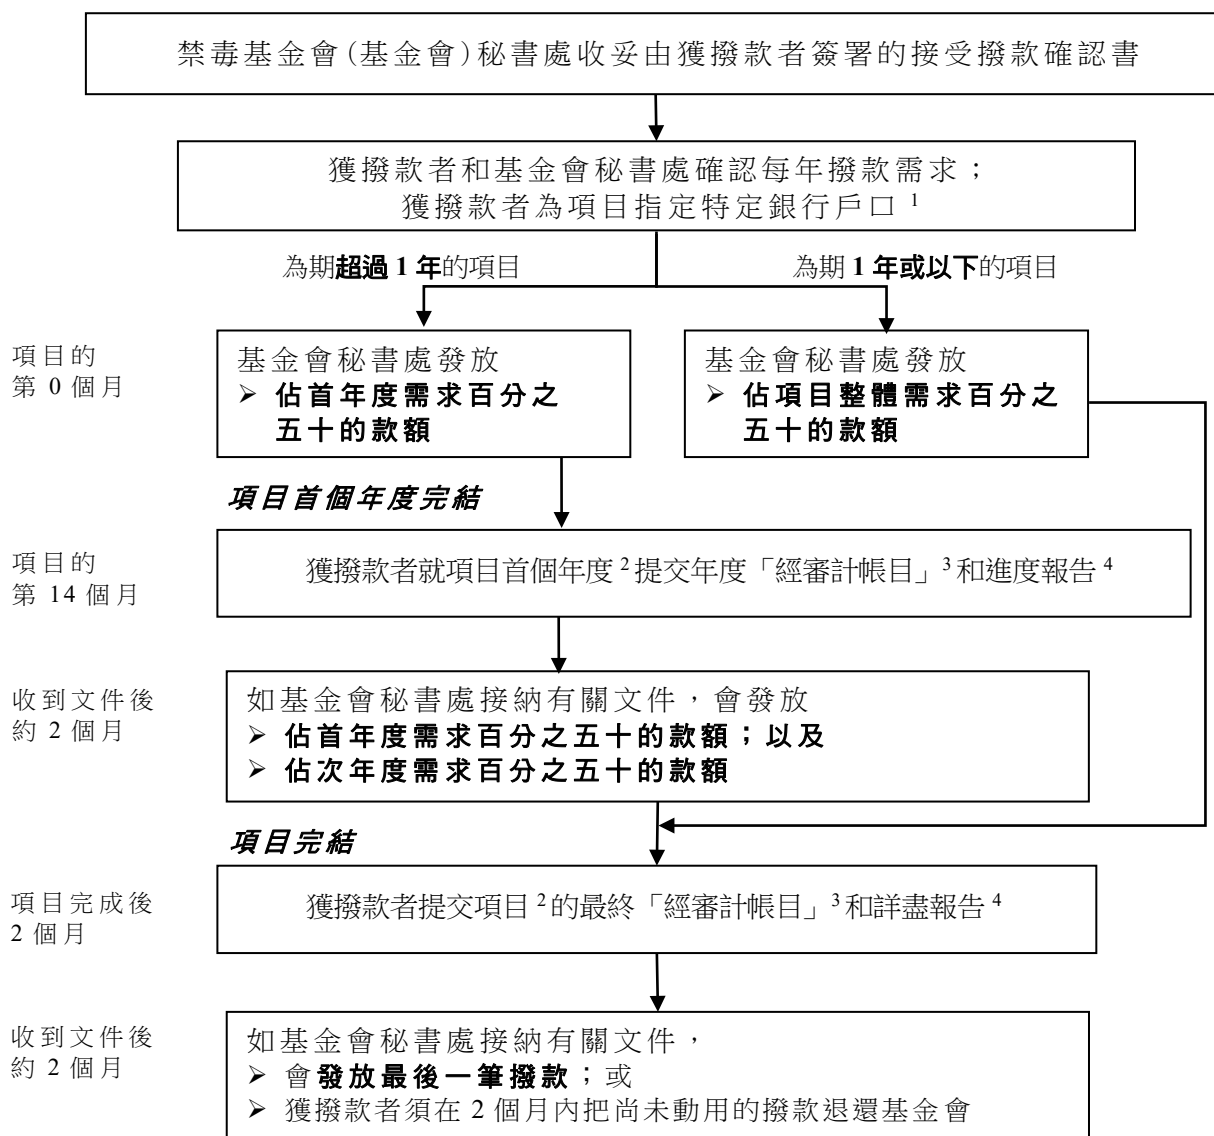 禁毒基金會(基金會)秘書處收妥由獲撥款者簽署的接受撥款確認書
獲撥款者和基金會秘書處確認每年撥款需求；
獲撥款者為項目指定特定銀行戶口 1
為期超過 1 年的項目
為期 1 年或以下的項目
項目的
第 0 個月
基金會秘書處發放
➢ 佔首年度需求百分之
五十的款額
基金會秘書處發放
➢ 佔項目整體需求百分之
五十的款額
項目首個年度完結
項目的
第 14 個月
獲撥款者就項目首個年度 2 提交年度「經審計帳目」3 和進度報告 4
收到文件後
約 2 個月
如基金會秘書處接納有關文件，會發放
➢ 佔首年度需求百分之五十的款額；以及
➢ 佔次年度需求百分之五十的款額
項目完結
項目完成後
2 個月
獲撥款者提交項目 2 的最終「經審計帳目」3 和詳盡報告 4
收到文件後
約 2 個月
如基金會秘書處接納有關文件，
➢ 會發放最後一筆撥款；或
➢ 獲撥款者須在 2 個月內把尚未動用的撥款退還基金會